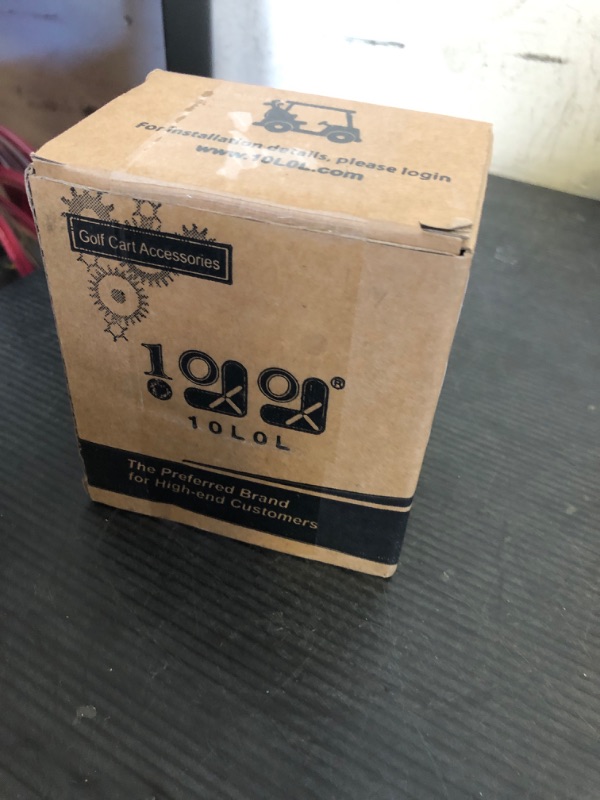 For installation details, please login
www.10L0L.com
Golf Cart Accessories
10L0L®
10L0L
The Preferred Brand
for High-end Customers